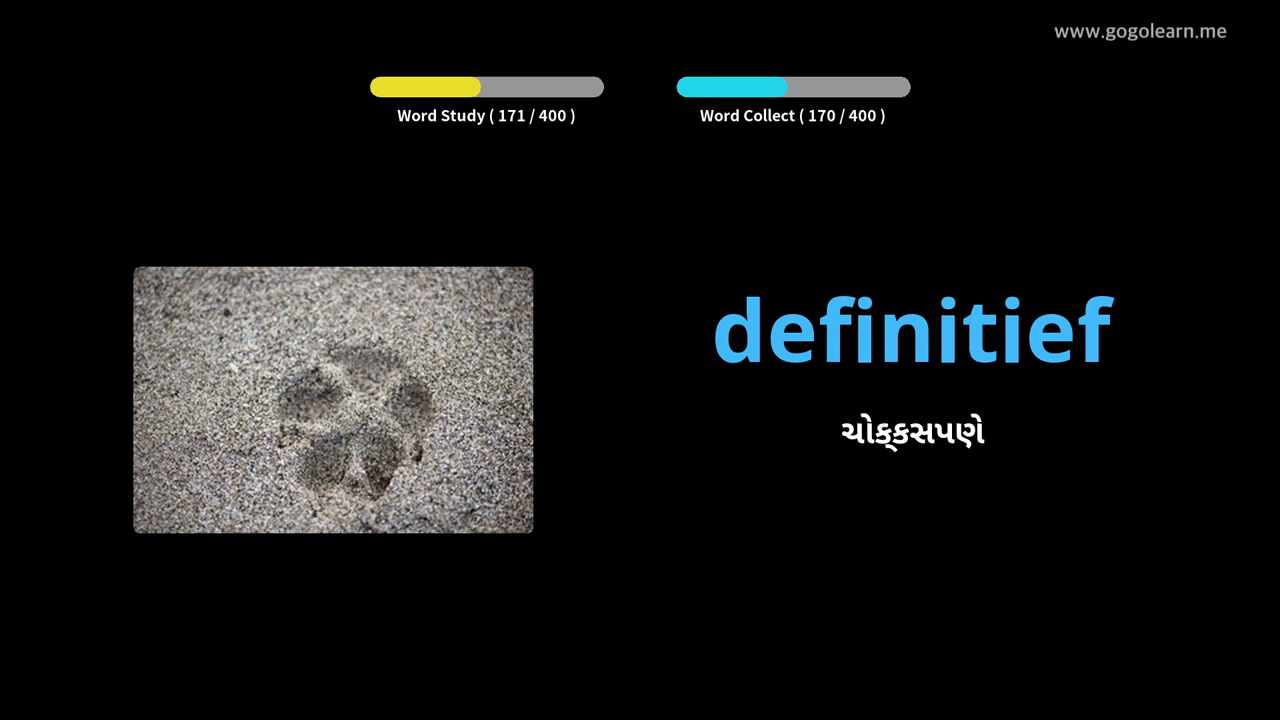 www.gogolearn.me
Word Study ( 171 / 400 )
Word Collect ( 170 / 400 )
definitief
ચોક્કસપણે